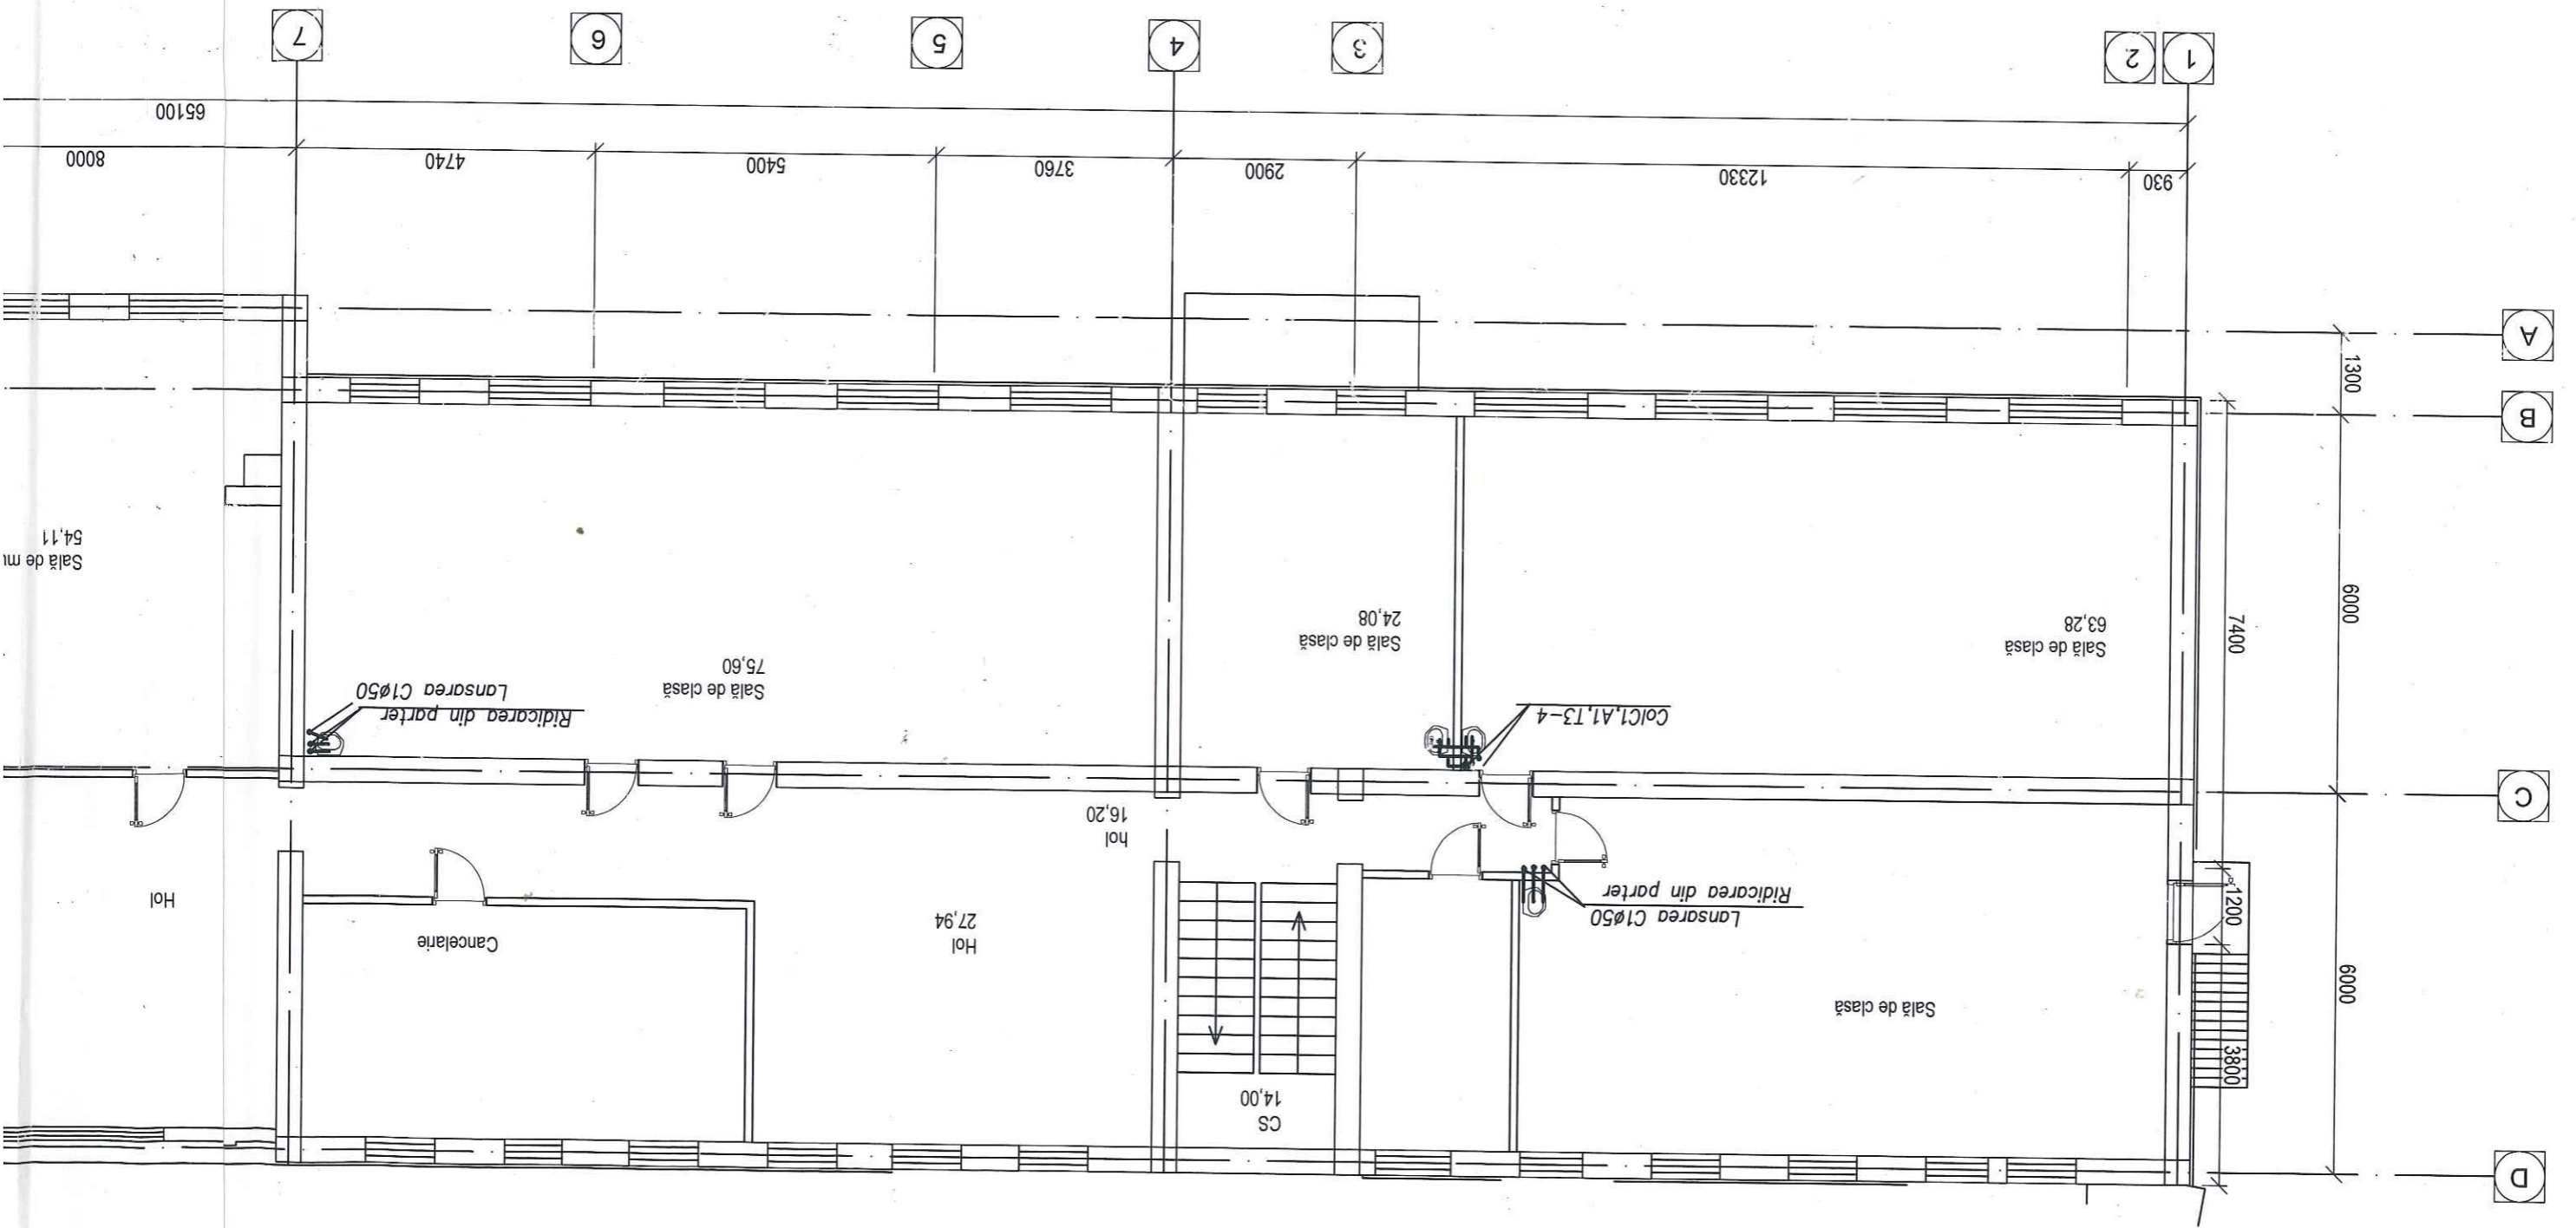 D
C
B
A
6000
6000
1300
3800
1200
7400
Sală de clasă
CS
14,00
Lansarea C1ø50
Ridicarea din parter
Hol
27,94
Cancelarie
Hol
hol
16,20
ColC1,A1,T3-4
Ridicarea din parter
Lansarea C1ø50
Sală de clasă
63,28
Sală de clasă
24,08
Sală de clasă
75,60
Sală de mu
54,11
930
12330
2900
3760
5400
4740
8000
65100
1
2
3
4
5
6
7